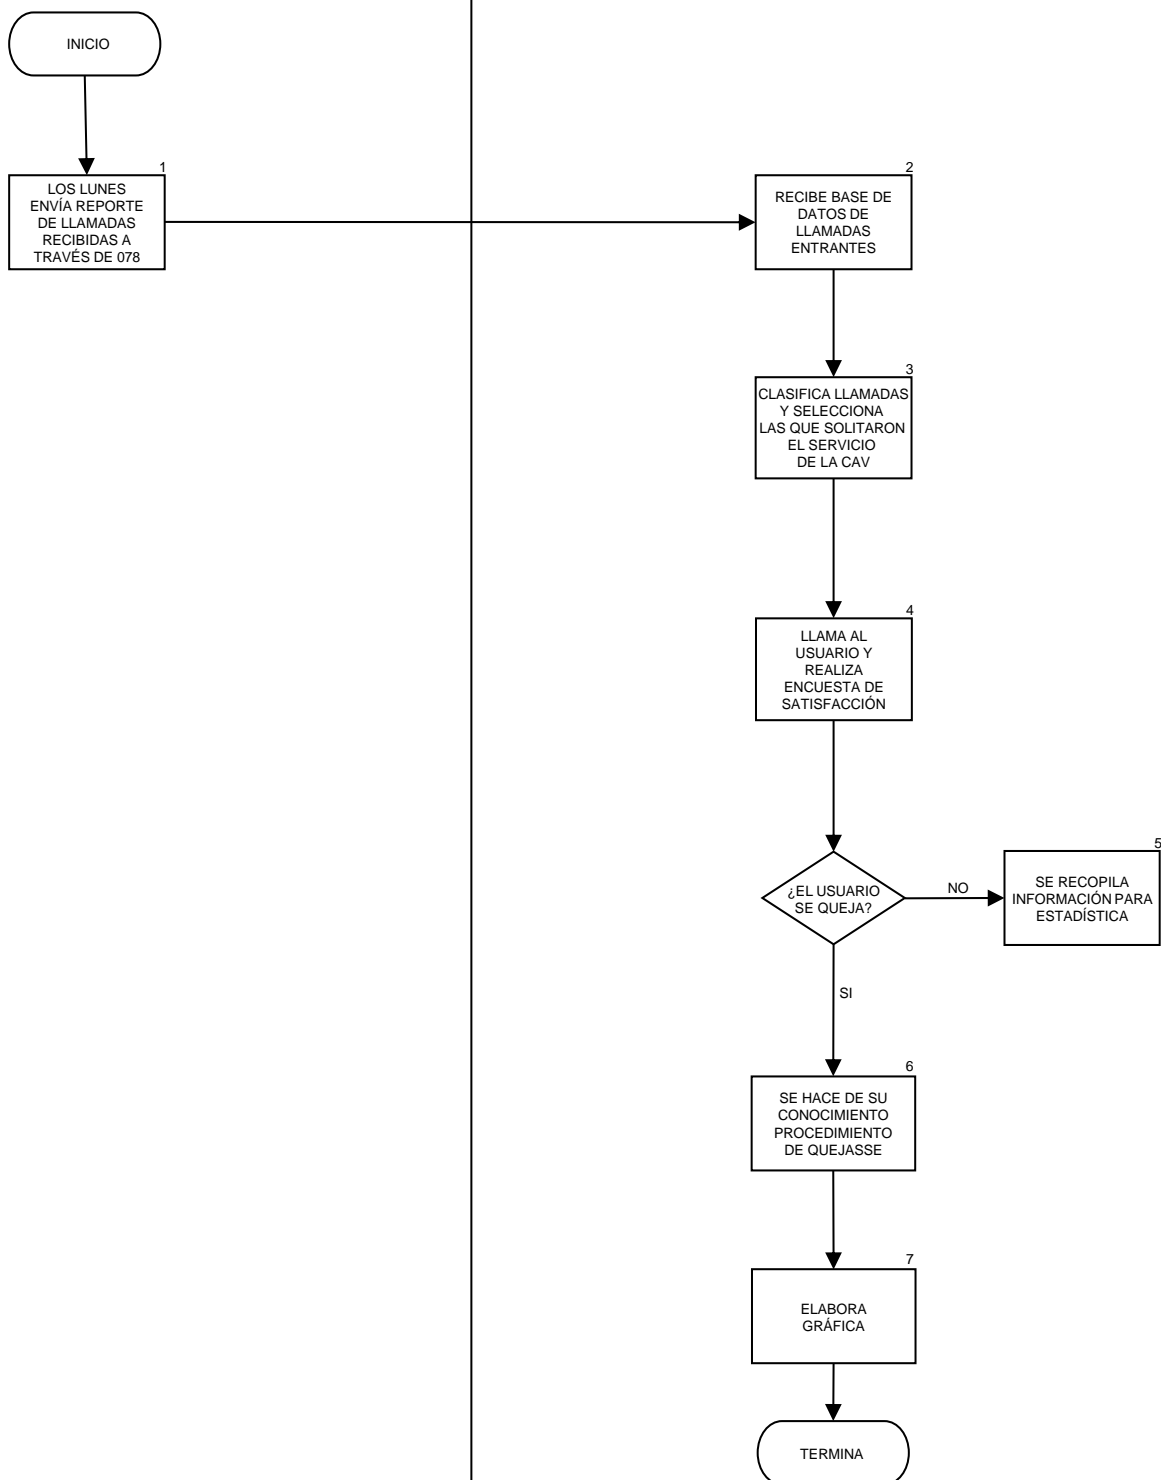 INICIO
1
LOS LUNES
ENVÍA REPORTE
DE LLAMADAS
RECIBIDAS A
TRAVÉS DE 078
2
RECIBE BASE DE
DATOS DE
LLAMADAS
ENTRANTES
3
CLASIFICA LLAMADAS
Y SELECCIONA
LAS QUE SOLITARON
EL SERVICIO
DE LA CAV
4
LLAMA AL
USUARIO Y
REALIZA
ENCUESTA DE
SATISFACCIÓN
¿EL USUARIO
SE QUEJA?
NO
5
SE RECOPILA
INFORMACIÓN PARA
ESTADÍSTICA
SI
6
SE HACE DE SU
CONOCIMIENTO
PROCEDIMIENTO
DE QUEJASSE
7
ELABORA
GRÁFICA
TERMINA